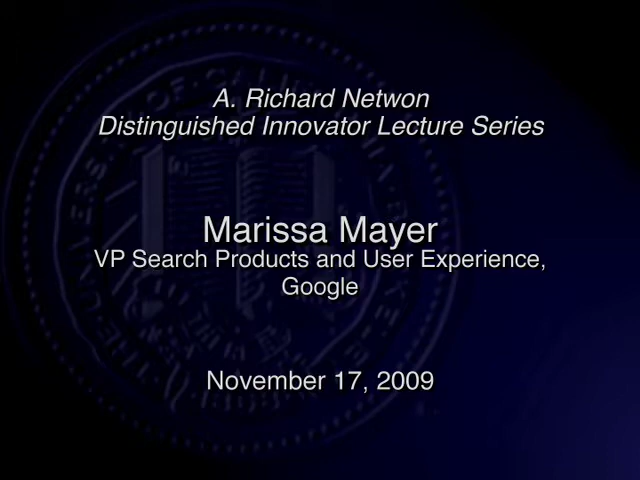 A. Richard Netwon
Distinguished Innovator Lecture Series
Marissa Mayer
VP Search Products and User Experience,
Google
November 17, 2009